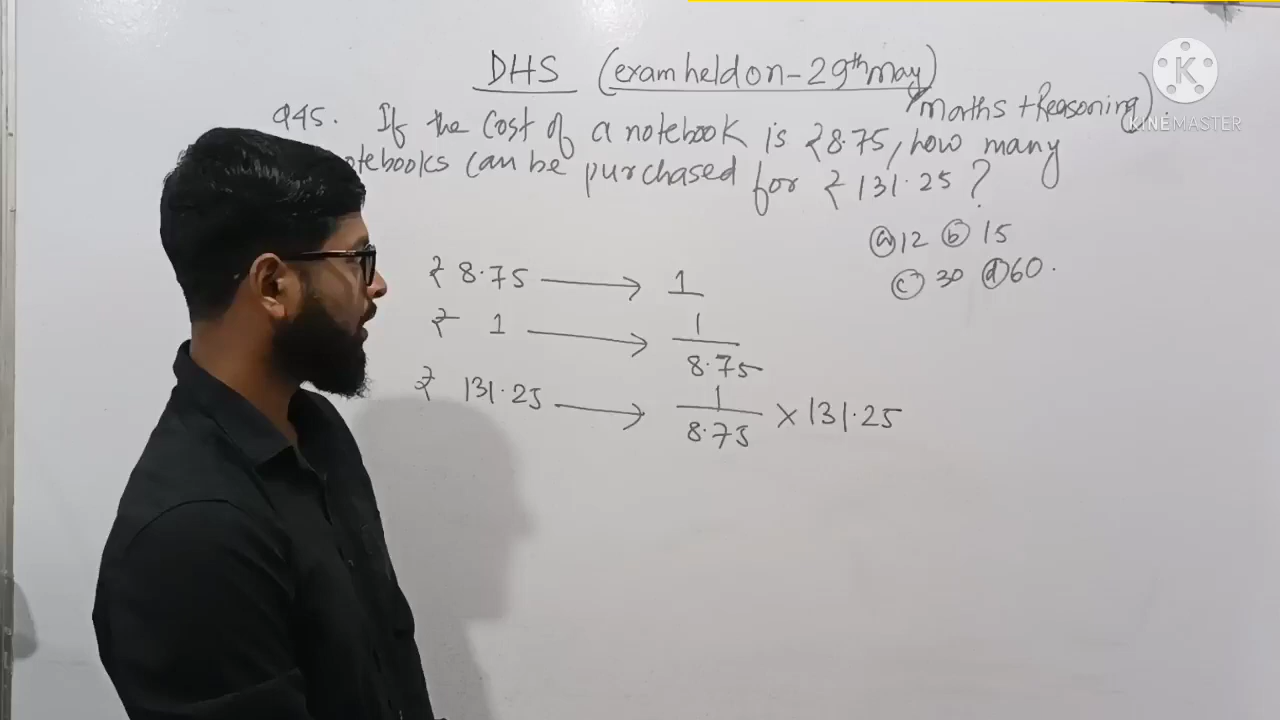 DHS (exam held on - 29th May
Maths + Reasoning)
Q45. If the cost of a notebook is ₹8.75, how many
otebooks can be purchased for ₹ 131.25 ?
(a) 12 (b) 15
(c) 30 (d) 60.
₹ 8.75 → 1
₹ 1 → 1/8.75
₹ 131.25 → 1/8.75 × 131.25
K
KINEMASTER